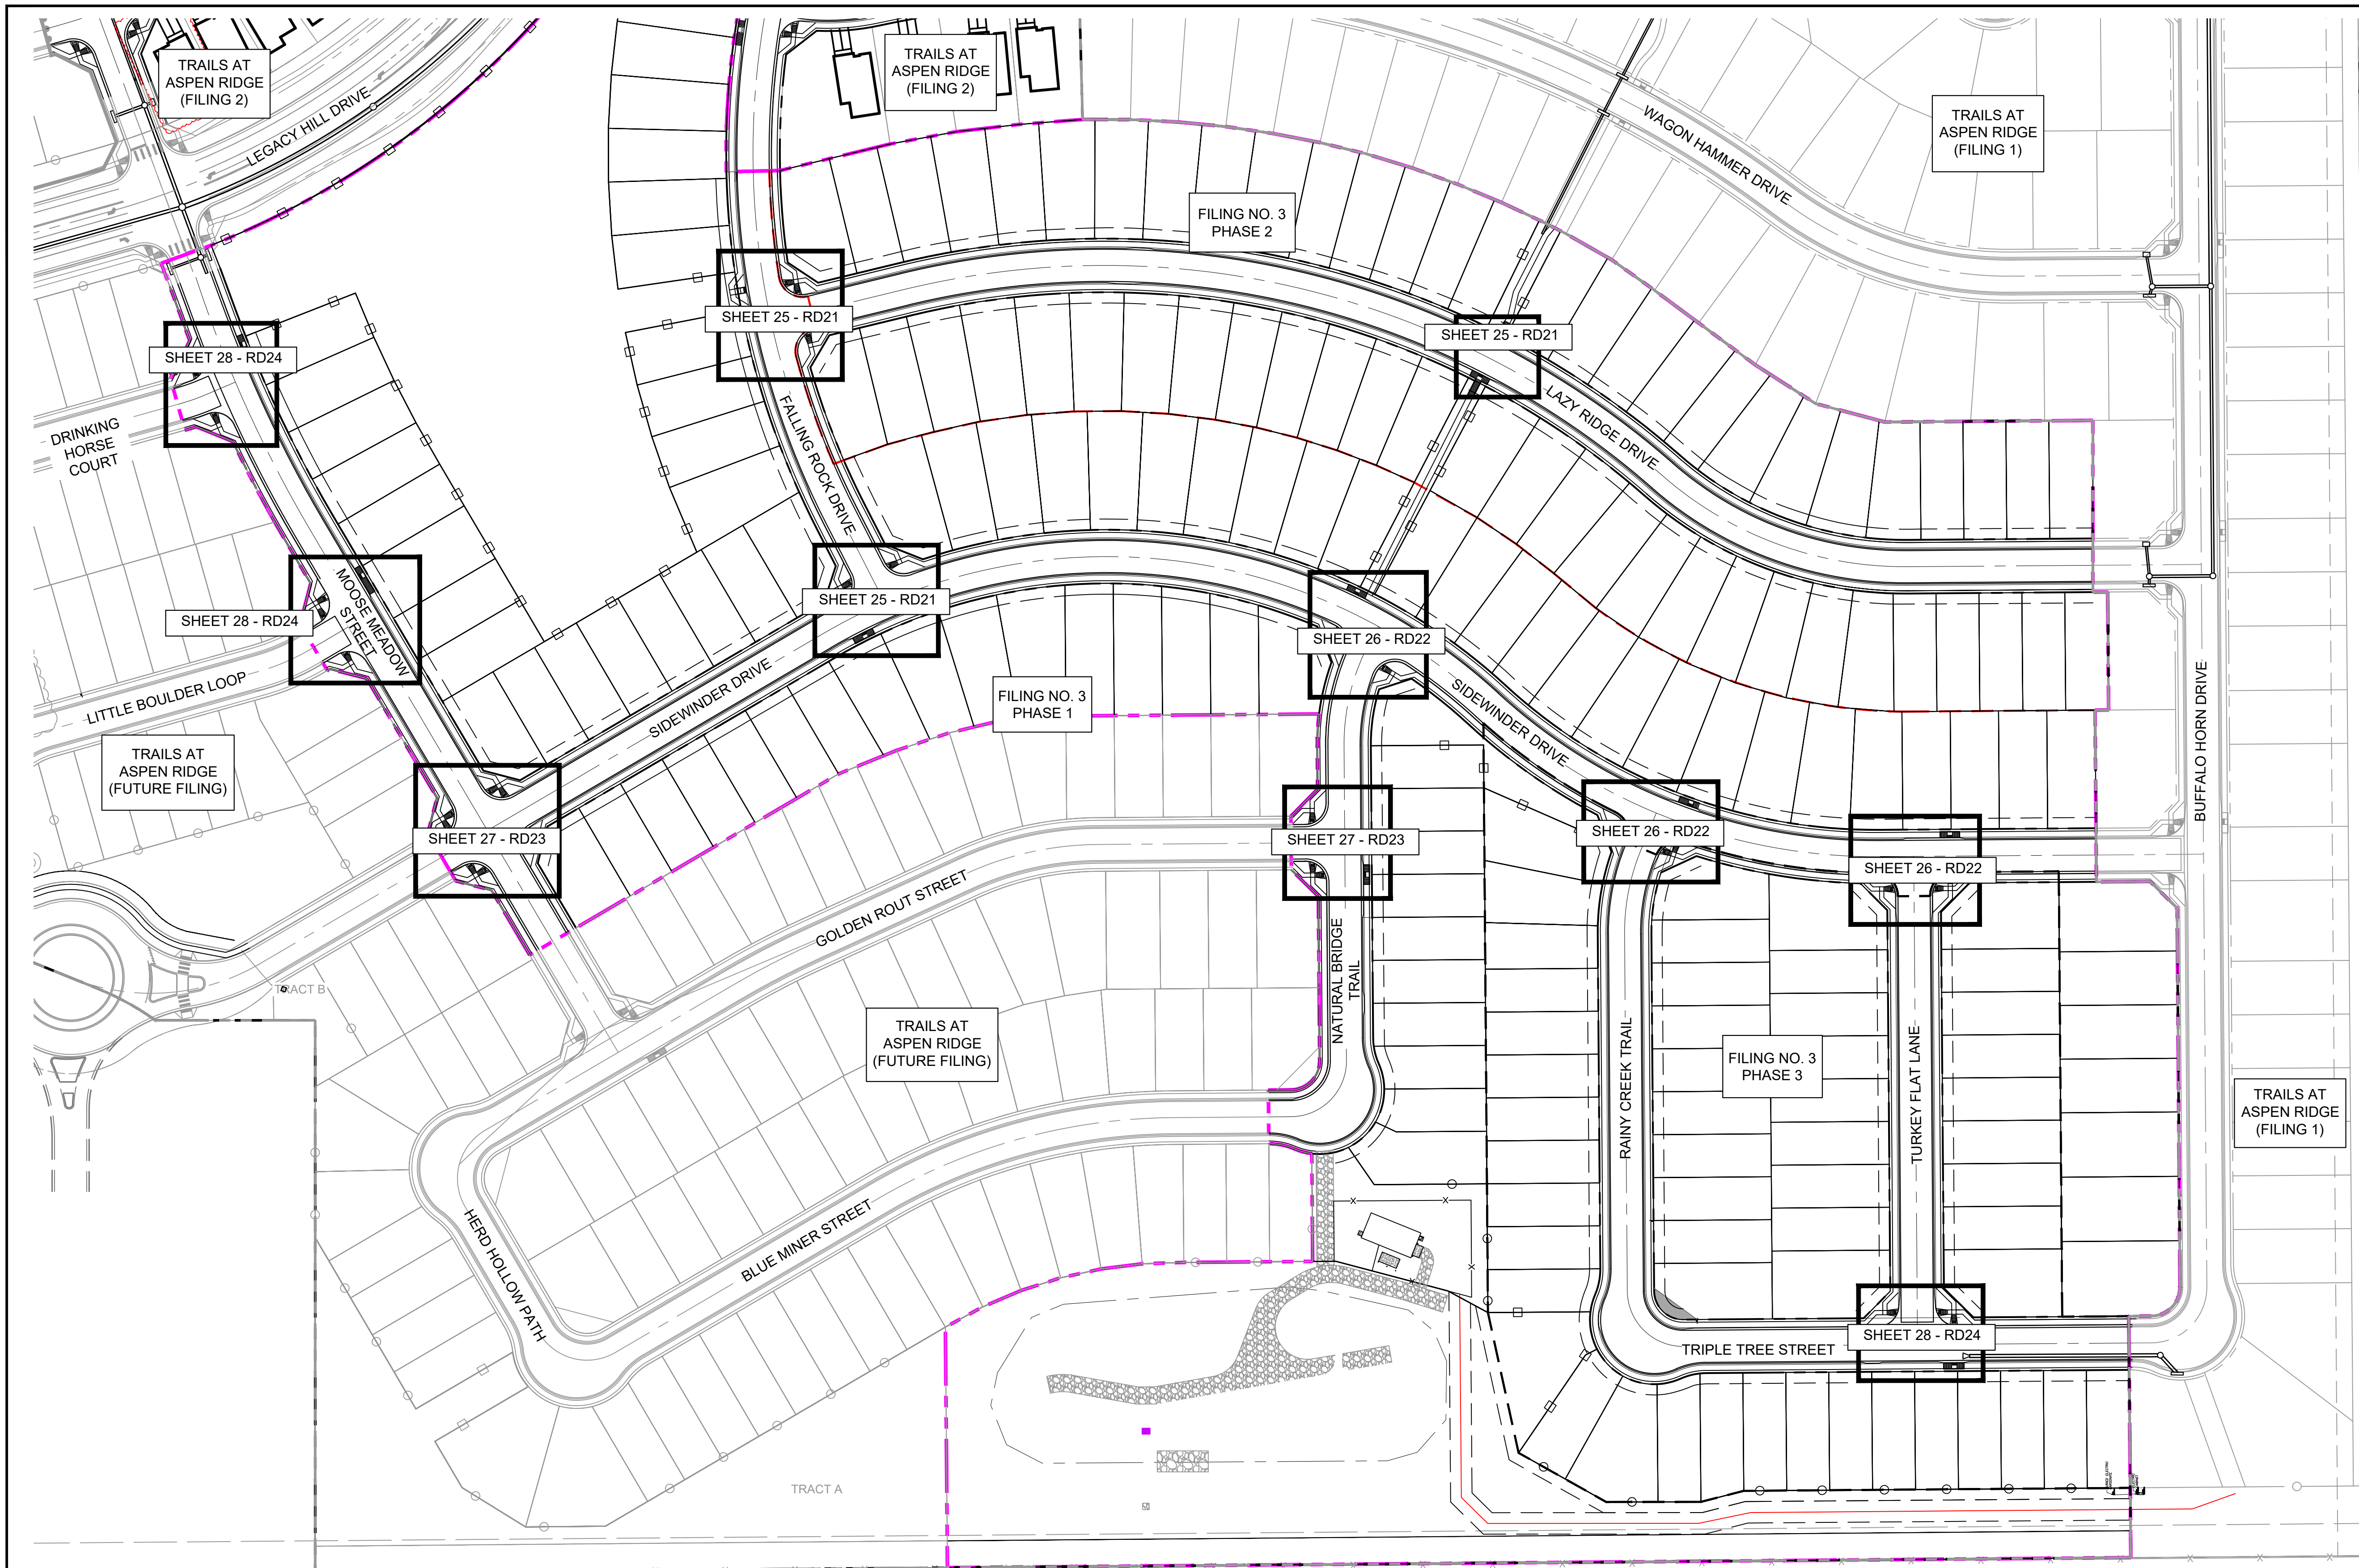 TRAILS AT
ASPEN RIDGE
(FILING 2)
LEGACY HILL DRIVE
TRAILS AT
ASPEN RIDGE
(FILING 2)
WAGON HAMMER DRIVE
TRAILS AT
ASPEN RIDGE
(FILING 1)
FILING NO. 3
PHASE 2
SHEET 25 - RD21
SHEET 25 - RD21
SHEET 28 - RD24
DRINKING
HORSE
COURT
FALLING ROCK DRIVE
LAZY RIDGE DRIVE
MOOSE MEADOW
STREET
SHEET 28 - RD24
SHEET 25 - RD21
SHEET 26 - RD22
LITTLE BOULDER LOOP
SIDEWINDER DRIVE
FILING NO. 3
PHASE 1
SIDEWINDER DRIVE
BUFFALO HORN DRIVE
TRAILS AT
ASPEN RIDGE
(FUTURE FILING)
SHEET 27 - RD23
SHEET 27 - RD23
SHEET 26 - RD22
SHEET 26 - RD22
GOLDEN ROUT STREET
NATURAL BRIDGE
TRAIL
TRACT B
TRAILS AT
ASPEN RIDGE
(FUTURE FILING)
RAINY CREEK TRAIL
FILING NO. 3
PHASE 3
TURKEY FLAT LANE
TRAILS AT
ASPEN RIDGE
(FILING 1)
HERD HOLLOW PATH
BLUE MINER STREET
SHEET 28 - RD24
TRIPLE TREE STREET
TRACT A